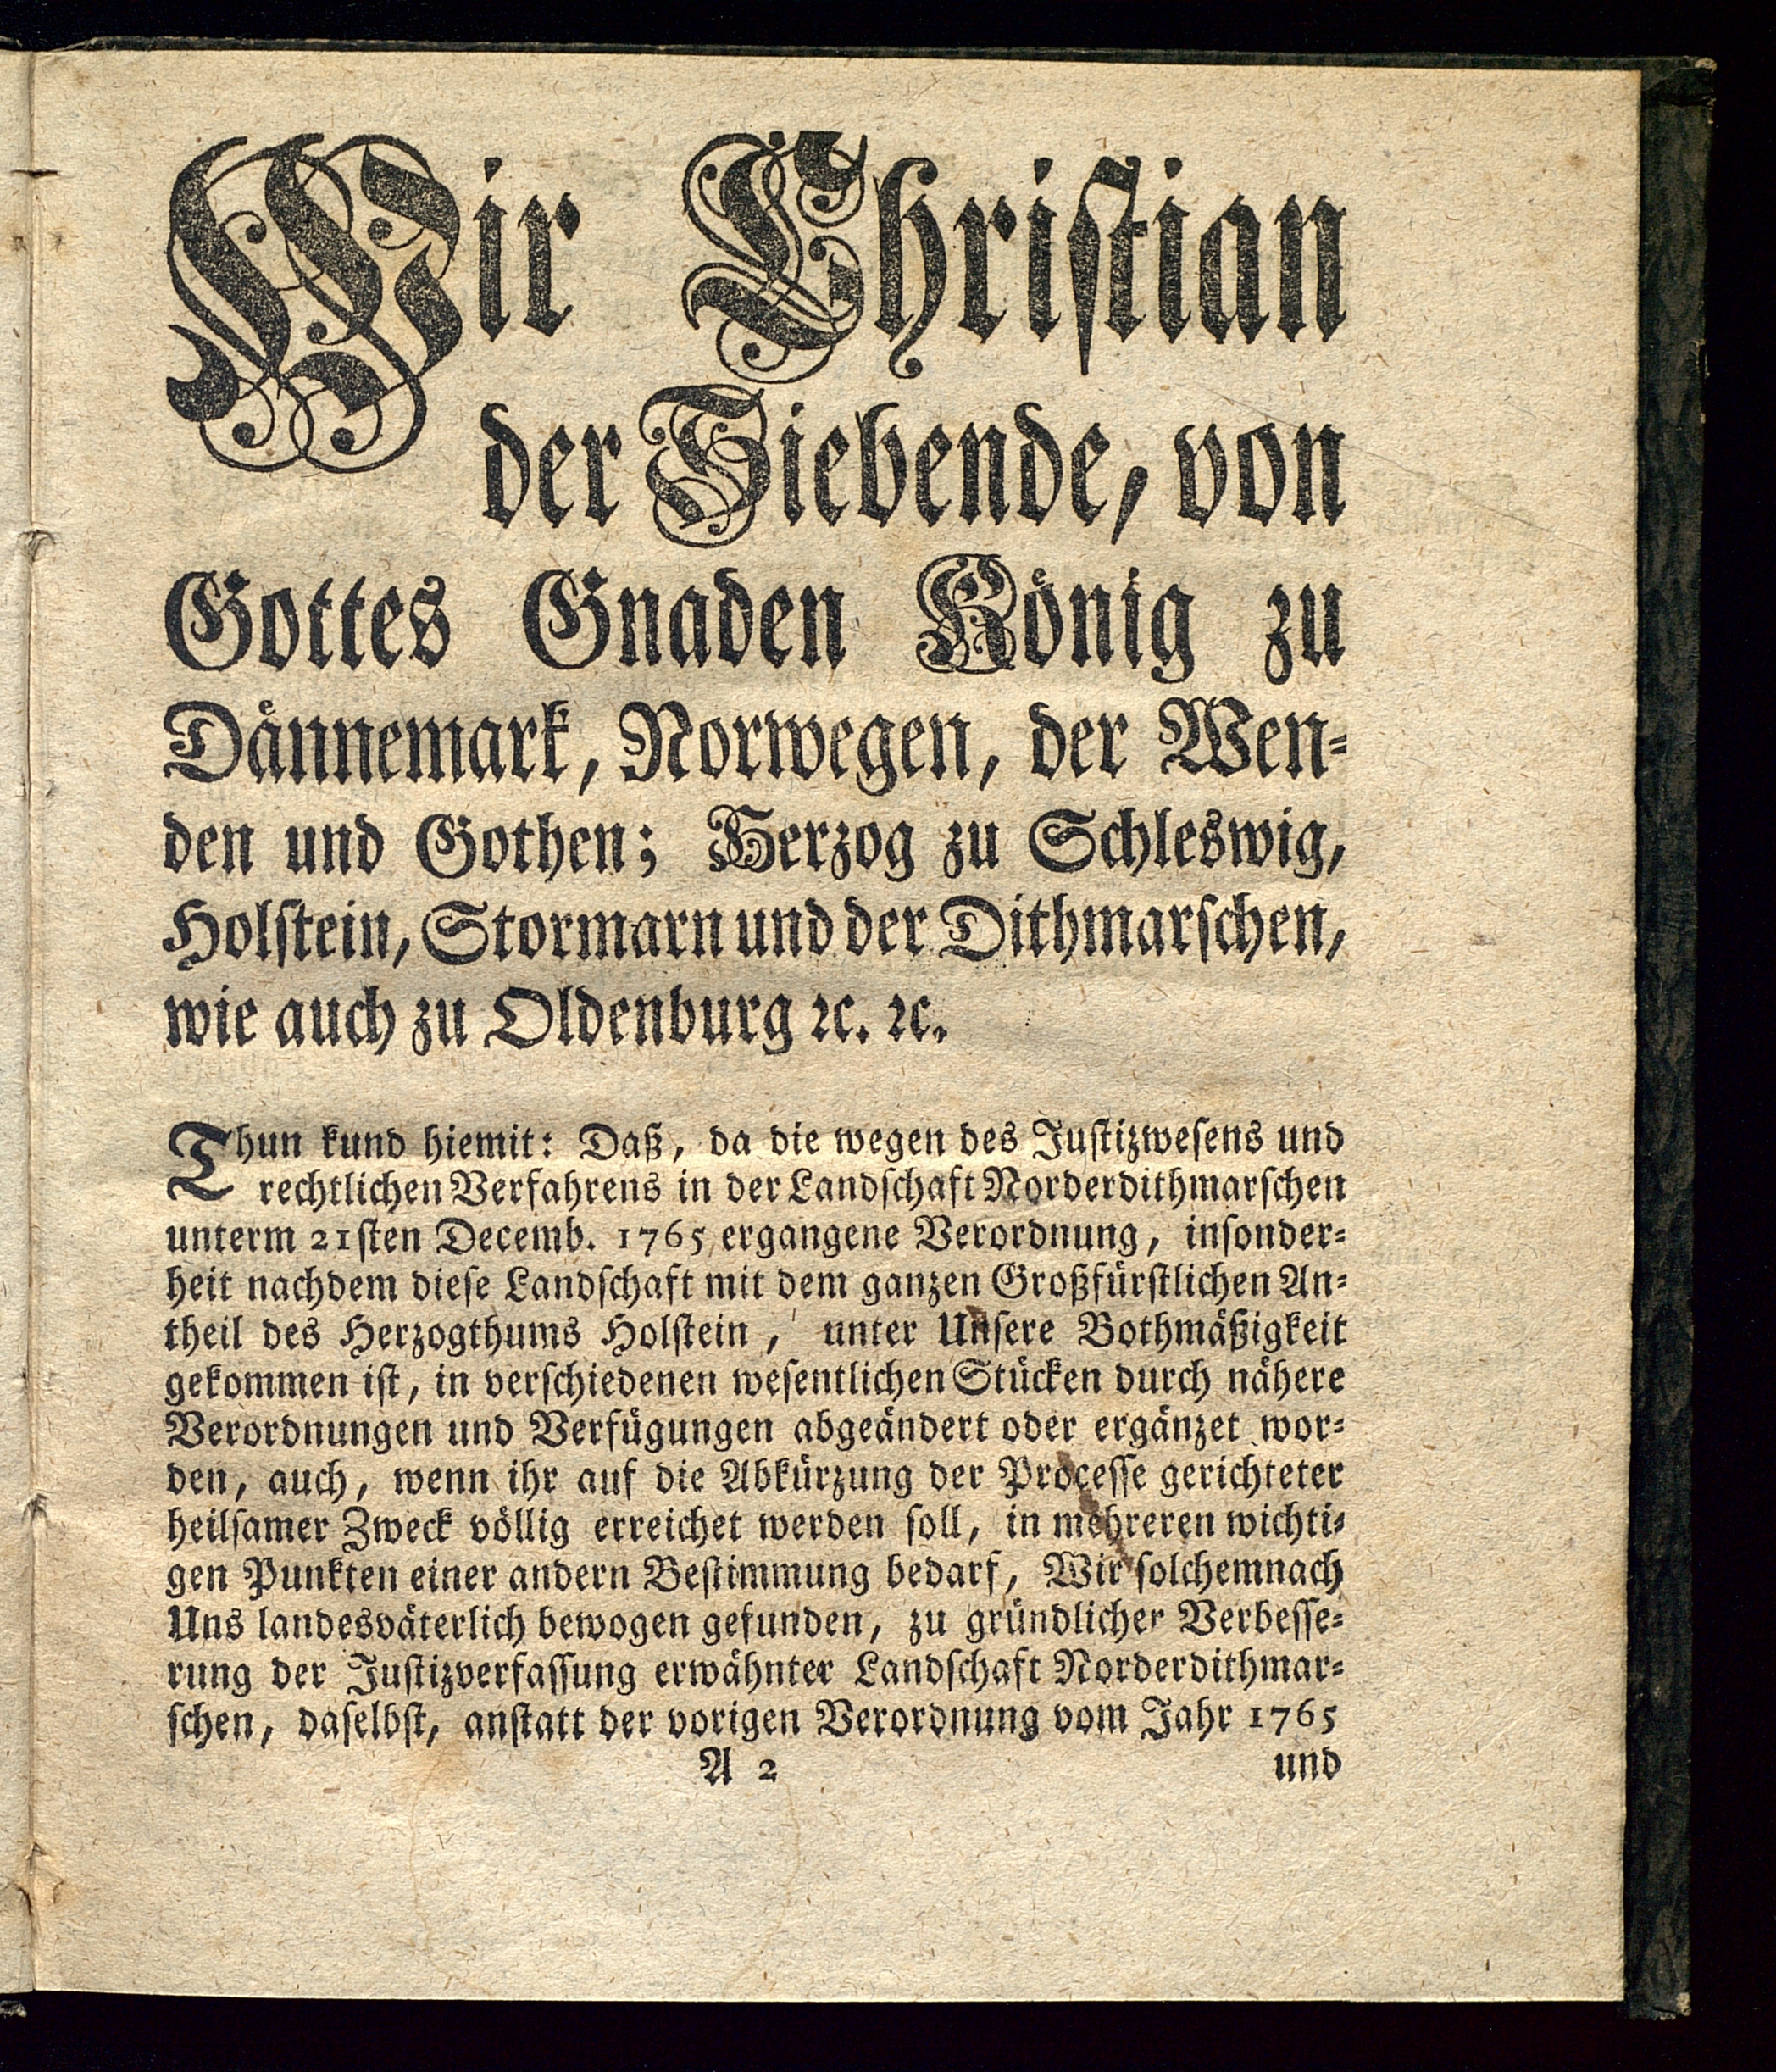 Wir Christian
der Siebende, von
Gottes Gnaden König zu
Dännemark, Norwegen, der Wen-
den und Gothen; Herzog zu Schleswig,
Holstein, Stormarn und der Dithmarschen,
wie auch zu Oldenburg ꝛc. ꝛc.
Thun kund hiemit: Daß, da die wegen des Justizwesens und
rechtlichen Verfahrens in der Landschaft Norderdithmarschen
unterm 21sten Decemb. 1765 ergangene Verordnung, insonder-
heit nachdem diese Landschaft mit dem ganzen Großfürstlichen An-
theil des Herzogthums Holstein, unter Unsere Bothmäßigkeit
gekommen ist, in verschiedenen wesentlichen Stücken durch nähere
Verordnungen und Verfügungen abgeändert oder ergänzet wor-
den, auch, wenn ihr auf die Abkürzung der Processe gerichteter
heilsamer Zweck völlig erreichet werden soll, in mehreren wichti-
gen Punkten einer andern Bestimmung bedarf, Wir solchemnach
Uns landesväterlich bewogen gefunden, zu gründlicher Verbesse-
rung der Justizverfassung erwähnter Landschaft Norderdithmar-
schen, daselbst, anstatt der vorigen Verordnung vom Jahr 1765
A 2 und